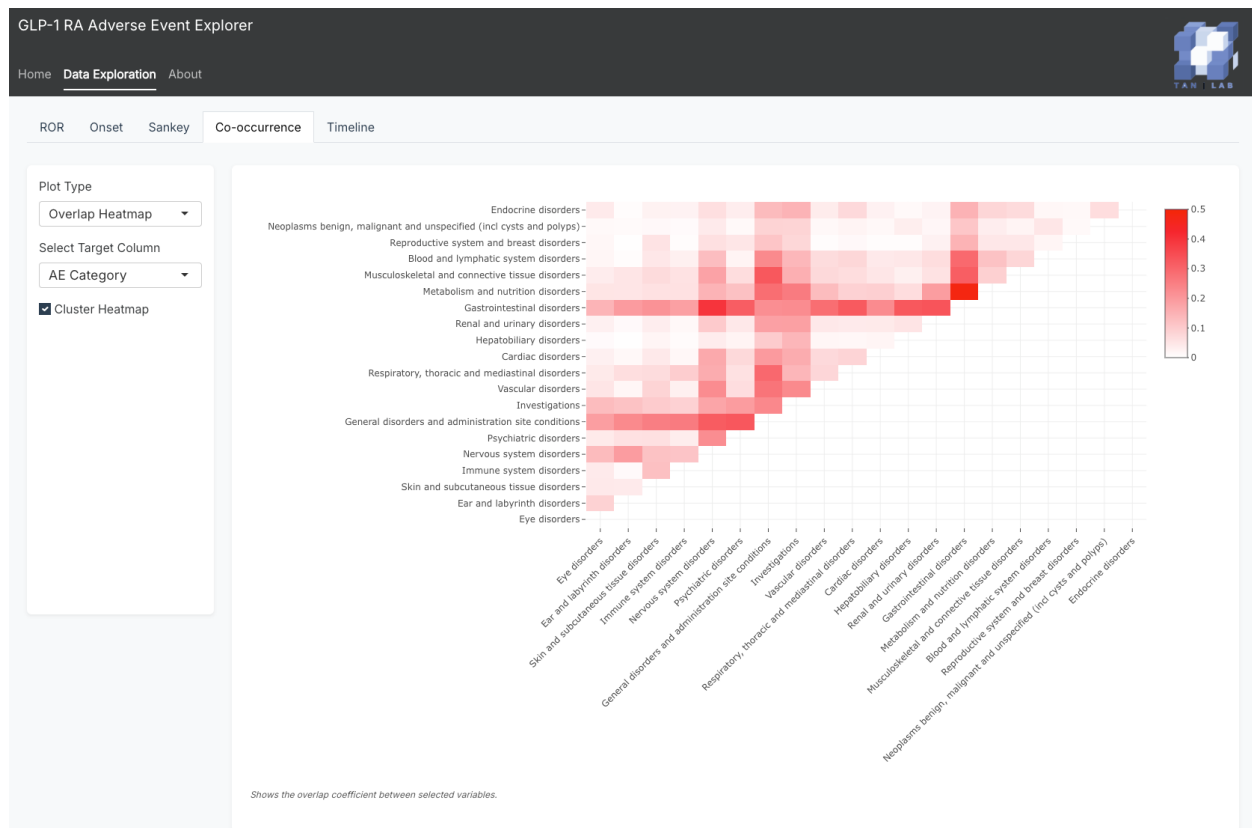 GLP-1 RA Adverse Event Explorer
Home Data Exploration About
TAN LAB
ROR Onset Sankey Co-occurrence Timeline
Plot Type
Overlap Heatmap
Select Target Column
AE Category
Cluster Heatmap
Endocrine disorders
Neoplasms benign, malignant and unspecified (incl cysts and polyps)
Reproductive system and breast disorders
Blood and lymphatic system disorders
Musculoskeletal and connective tissue disorders
Metabolism and nutrition disorders
Gastrointestinal disorders
Renal and urinary disorders
Hepatobiliary disorders
Cardiac disorders
Respiratory, thoracic and mediastinal disorders
Vascular disorders
Investigations
General disorders and administration site conditions
Psychiatric disorders
Nervous system disorders
Immune system disorders
Skin and subcutaneous tissue disorders
Ear and labyrinth disorders
Eye disorders
0.5
0.4
0.3
0.2
0.1
0
Eye disorders
Ear and labyrinth disorders
Skin and subcutaneous tissue disorders
Immune system disorders
Nervous system disorders
Psychiatric disorders
General disorders and administration site conditions
Investigations
Vascular disorders
Respiratory, thoracic and mediastinal disorders
Cardiac disorders
Hepatobiliary disorders
Renal and urinary disorders
Gastrointestinal disorders
Metabolism and nutrition disorders
Musculoskeletal and connective tissue disorders
Blood and lymphatic system disorders
Reproductive system and breast disorders
Neoplasms benign, malignant and unspecified (incl cysts and polyps)
Endocrine disorders
Shows the overlap coefficient between selected variables.